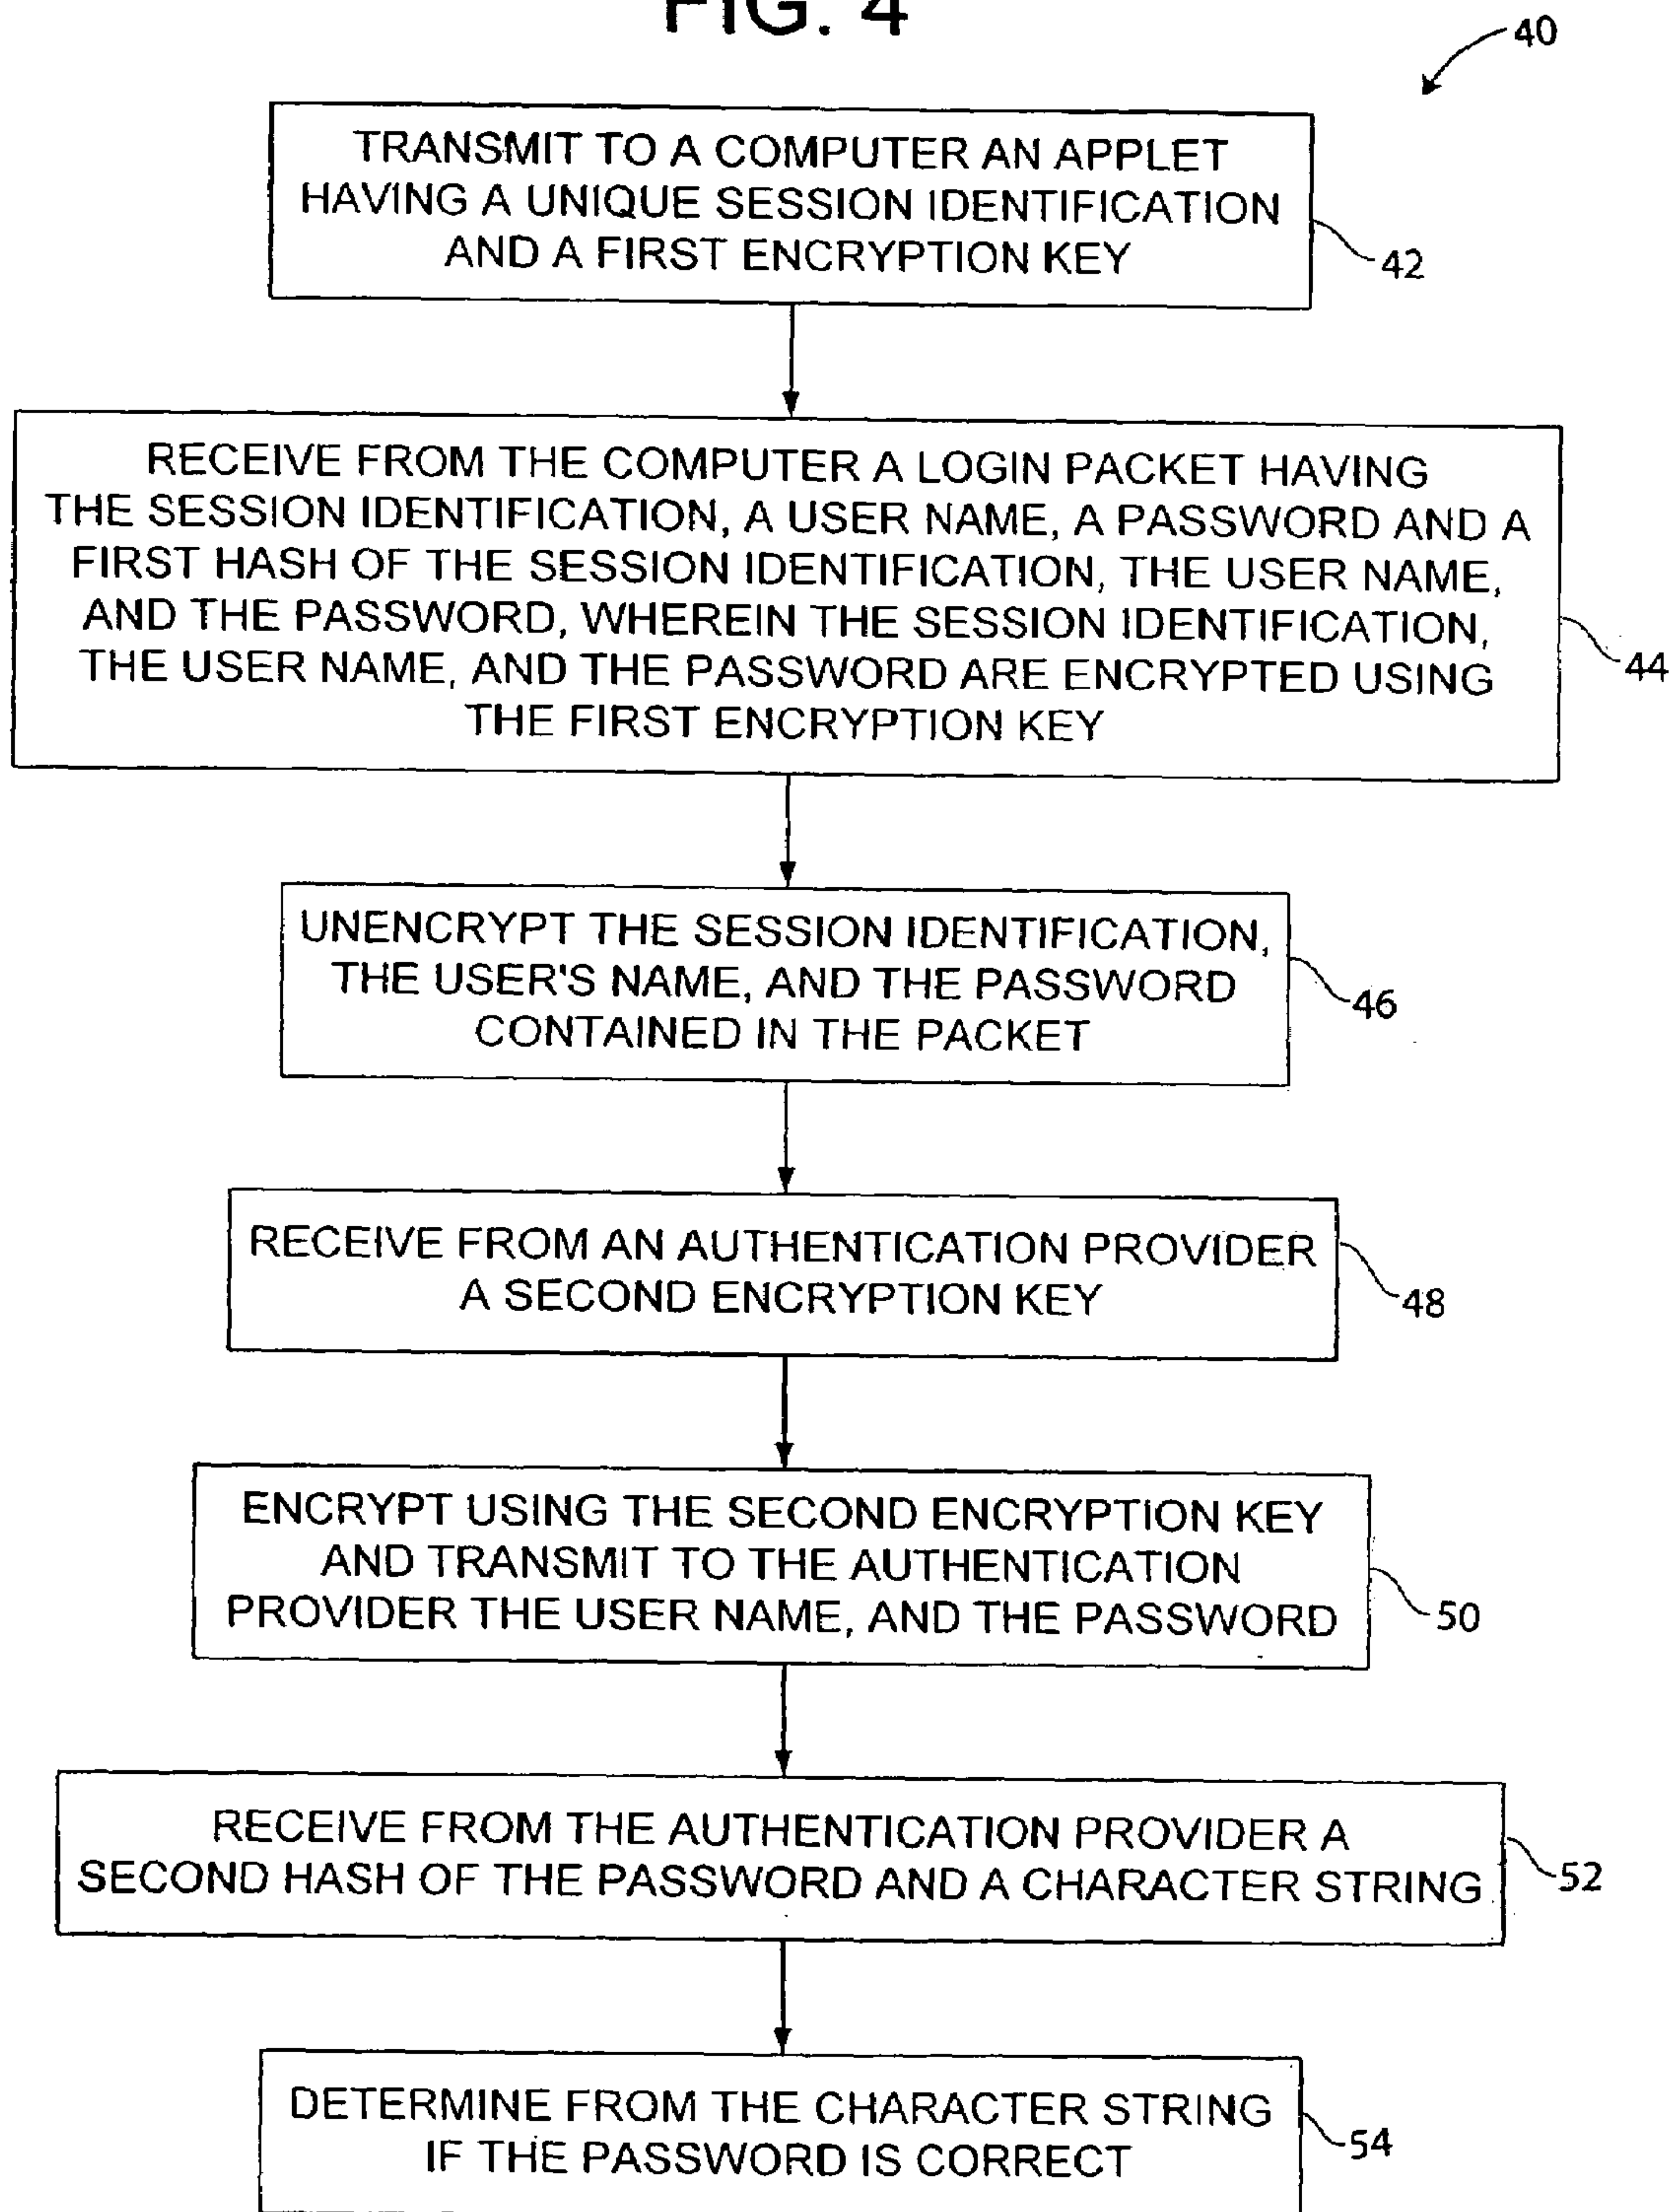 FIG. 4
40
TRANSMIT TO A COMPUTER AN APPLET
HAVING A UNIQUE SESSION IDENTIFICATION
AND A FIRST ENCRYPTION KEY
42
RECEIVE FROM THE COMPUTER A LOGIN PACKET HAVING
THE SESSION IDENTIFICATION, A USER NAME, A PASSWORD AND A
FIRST HASH OF THE SESSION IDENTIFICATION, THE USER NAME,
AND THE PASSWORD, WHEREIN THE SESSION IDENTIFICATION,
THE USER NAME, AND THE PASSWORD ARE ENCRYPTED USING
THE FIRST ENCRYPTION KEY
44
UNENCRYPT THE SESSION IDENTIFICATION,
THE USER'S NAME, AND THE PASSWORD
CONTAINED IN THE PACKET
46
RECEIVE FROM AN AUTHENTICATION PROVIDER
A SECOND ENCRYPTION KEY
48
ENCRYPT USING THE SECOND ENCRYPTION KEY
AND TRANSMIT TO THE AUTHENTICATION
PROVIDER THE USER NAME, AND THE PASSWORD
50
RECEIVE FROM THE AUTHENTICATION PROVIDER A
SECOND HASH OF THE PASSWORD AND A CHARACTER STRING
52
DETERMINE FROM THE CHARACTER STRING
IF THE PASSWORD IS CORRECT
54